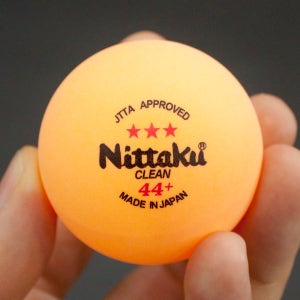 JTTA APPROVED
★★★
Nittaku®
CLEAN
44+
MADE IN JAPAN